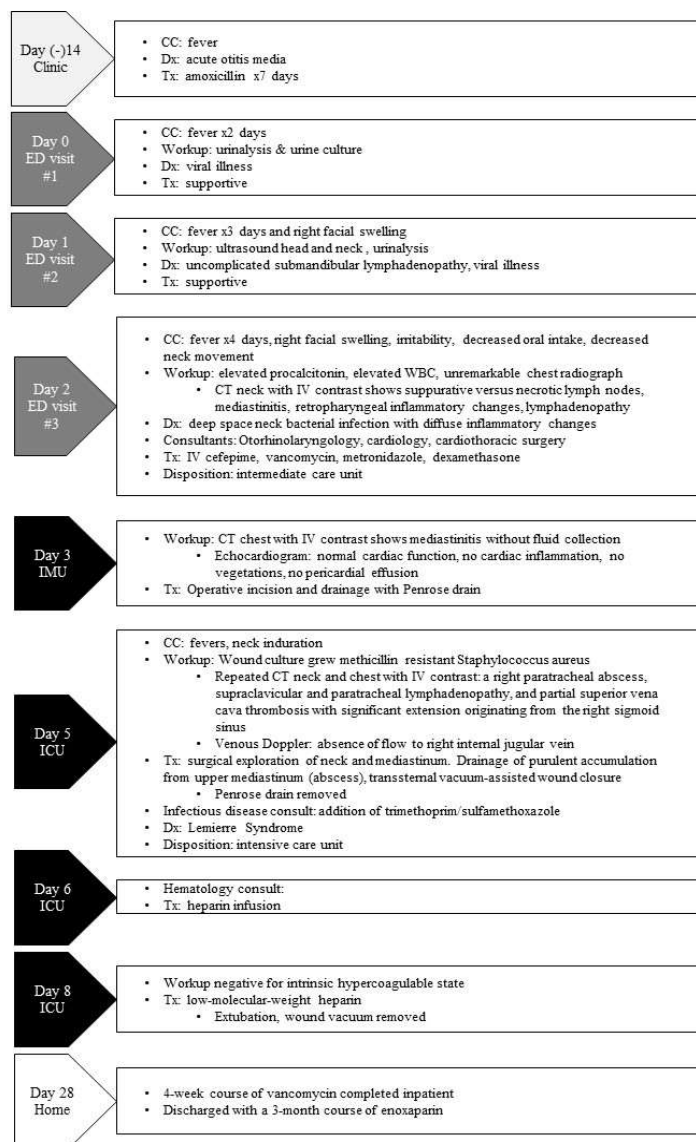 Day (-)14
Clinic
• CC: fever
• Dx: acute otitis media
• Tx: amoxicillin x7 days
Day 0
ED visit
#1
• CC: fever x2 days
• Workup: urinalysis & urine culture
• Dx: viral illness
• Tx: supportive
Day 1
ED visit
#2
• CC: fever x3 days and right facial swelling
• Workup: ultrasound head and neck , urinalysis
• Dx: uncomplicated submandibular lymphadenopathy, viral illness
• Tx: supportive
Day 2
ED visit
#3
• CC: fever x4 days, right facial swelling, irritability, decreased oral intake, decreased
neck movement
• Workup: elevated procalcitonin, elevated WBC, unremarkable chest radiograph
• CT neck with IV contrast shows suppurative versus necrotic lymph nodes,
mediastinitis, retropharyngeal inflammatory changes, lymphadenopathy
• Dx: deep space neck bacterial infection with diffuse inflammatory changes
• Consultants: Otorhinolaryngology, cardiology, cardiothoracic surgery
• Tx: IV cefepime, vancomycin, metronidazole, dexamethasone
• Disposition: intermediate care unit
Day 3
IMU
• Workup: CT chest with IV contrast shows mediastinitis without fluid collection
• Echocardiogram: normal cardiac function, no cardiac inflammation, no
vegetations, no pericardial effusion
• Tx: Operative incision and drainage with Penrose drain
Day 5
ICU
• CC: fevers, neck induration
• Workup: Wound culture grew methicillin resistant Staphylococcus aureus
• Repeated CT neck and chest with IV contrast: a right paratracheal abscess,
supraclavicular and paratracheal lymphadenopathy, and partial superior vena
cava thrombosis with significant extension originating from the right sigmoid
sinus
• Venous Doppler: absence of flow to right internal jugular vein
• Tx: surgical exploration of neck and mediastinum. Drainage of purulent accumulation
from upper mediastinum (abscess), transsternal vacuum-assisted wound closure
• Penrose drain removed
• Infectious disease consult: addition of trimethoprim/sulfamethoxazole
• Dx: Lemierre Syndrome
• Disposition: intensive care unit
Day 6
ICU
• Hematology consult:
• Tx: heparin infusion
Day 8
ICU
• Workup negative for intrinsic hypercoagulable state
• Tx: low-molecular-weight heparin
• Extubation, wound vacuum removed
Day 28
Home
• 4-week course of vancomycin completed inpatient
• Discharged with a 3-month course of enoxaparin